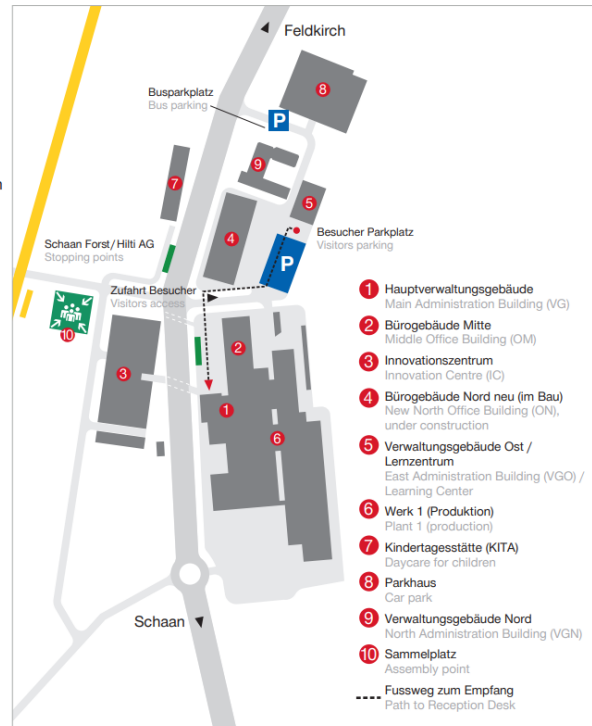 Feldkirch
8
Busparkplatz
Bus parking
P
9
7
5
4
Besucher Parkplatz
Visitors parking
Schaan Forst/Hilti AG
Stopping points
P
Zufahrt Besucher
Visitors access
10
2
3
1
6
Schaan
1 Hauptverwaltungsgebäude
Main Administration Building (VG)
2 Bürogebäude Mitte
Middle Office Building (OM)
3 Innovationszentrum
Innovation Centre (IC)
4 Bürogebäude Nord neu (im Bau)
New North Office Building (ON),
under construction
5 Verwaltungsgebäude Ost /
Lernzentrum
East Administration Building (VGO) /
Learning Center
6 Werk 1 (Produktion)
Plant 1 (production)
7 Kindertagesstätte (KITA)
Daycare for children
8 Parkhaus
Car park
9 Verwaltungsgebäude Nord
North Administration Building (VGN)
10 Sammelplatz
Assembly point
Fussweg zum Empfang
Path to Reception Desk